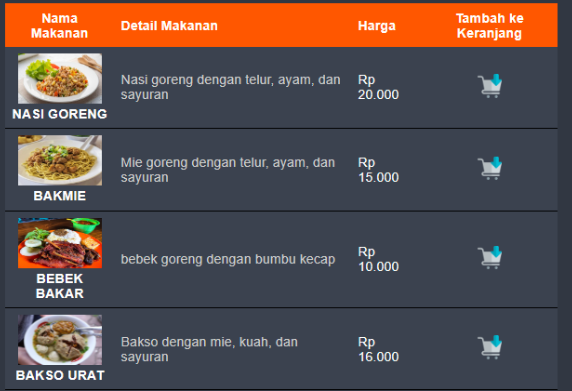 Nama
Makanan
Detail Makanan
Harga
Tambah ke
Keranjang
NASI GORENG
Nasi goreng dengan telur, ayam, dan
sayuran
Rp
20.000
BAKMIE
Mie goreng dengan telur, ayam, dan
sayuran
Rp
15.000
BEBEK
BAKAR
bebek goreng dengan bumbu kecap
Rp
10.000
BAKSO URAT
Bakso dengan mie, kuah, dan
sayuran
Rp
16.000